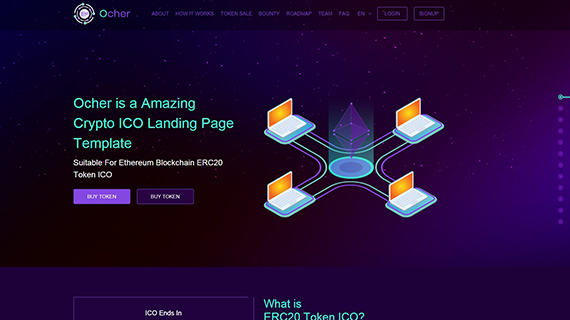 Ocher
ABOUT HOW IT WORKS TOKEN SALE BOUNTY ROADMAP TEAM FAQ EN LOGIN SIGNUP
Ocher is a Amazing
Crypto ICO Landing Page
Template
Suitable For Ethereum Blockchain ERC20
Token ICO
BUY TOKEN BUY TOKEN
ICO Ends In
What is
ERC20 Token ICO?